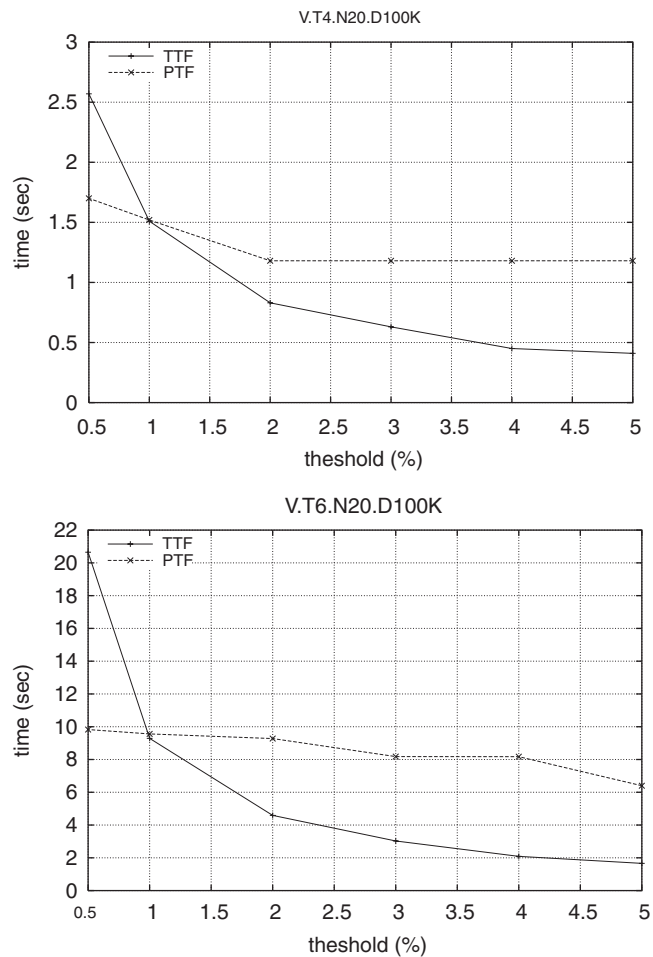 V.T4.N20.D100K
3
2.5
2
1.5
1
0.5
0
TTF
PTF
time (sec)
0.5 1 1.5 2 2.5 3 3.5 4 4.5 5
theshold (%)
V.T6.N20.D100K
22
20
18
16
14
12
10
8
6
4
2
0
TTF
PTF
time (sec)
0.5 1 2 2.5 3 3.5 4 4.5 5
theshold (%)